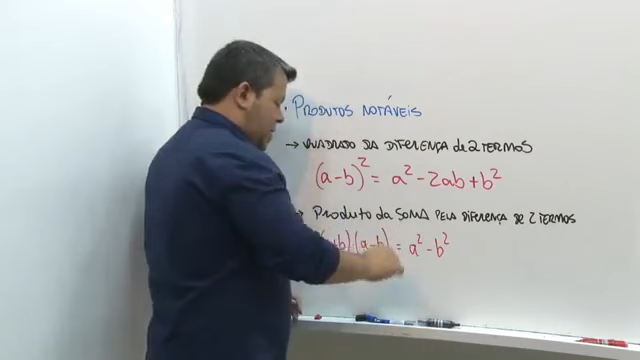 • PRODUTOS NOTÁVEIS
→ QUADRADO DA DIFERENÇA de 2 TERMOS
(a-b)² = a² - 2ab + b²
→ Produto da SOMA PELA DIFERENÇA DE 2 TERMOS
(a+b).(a-b) = a² - b²